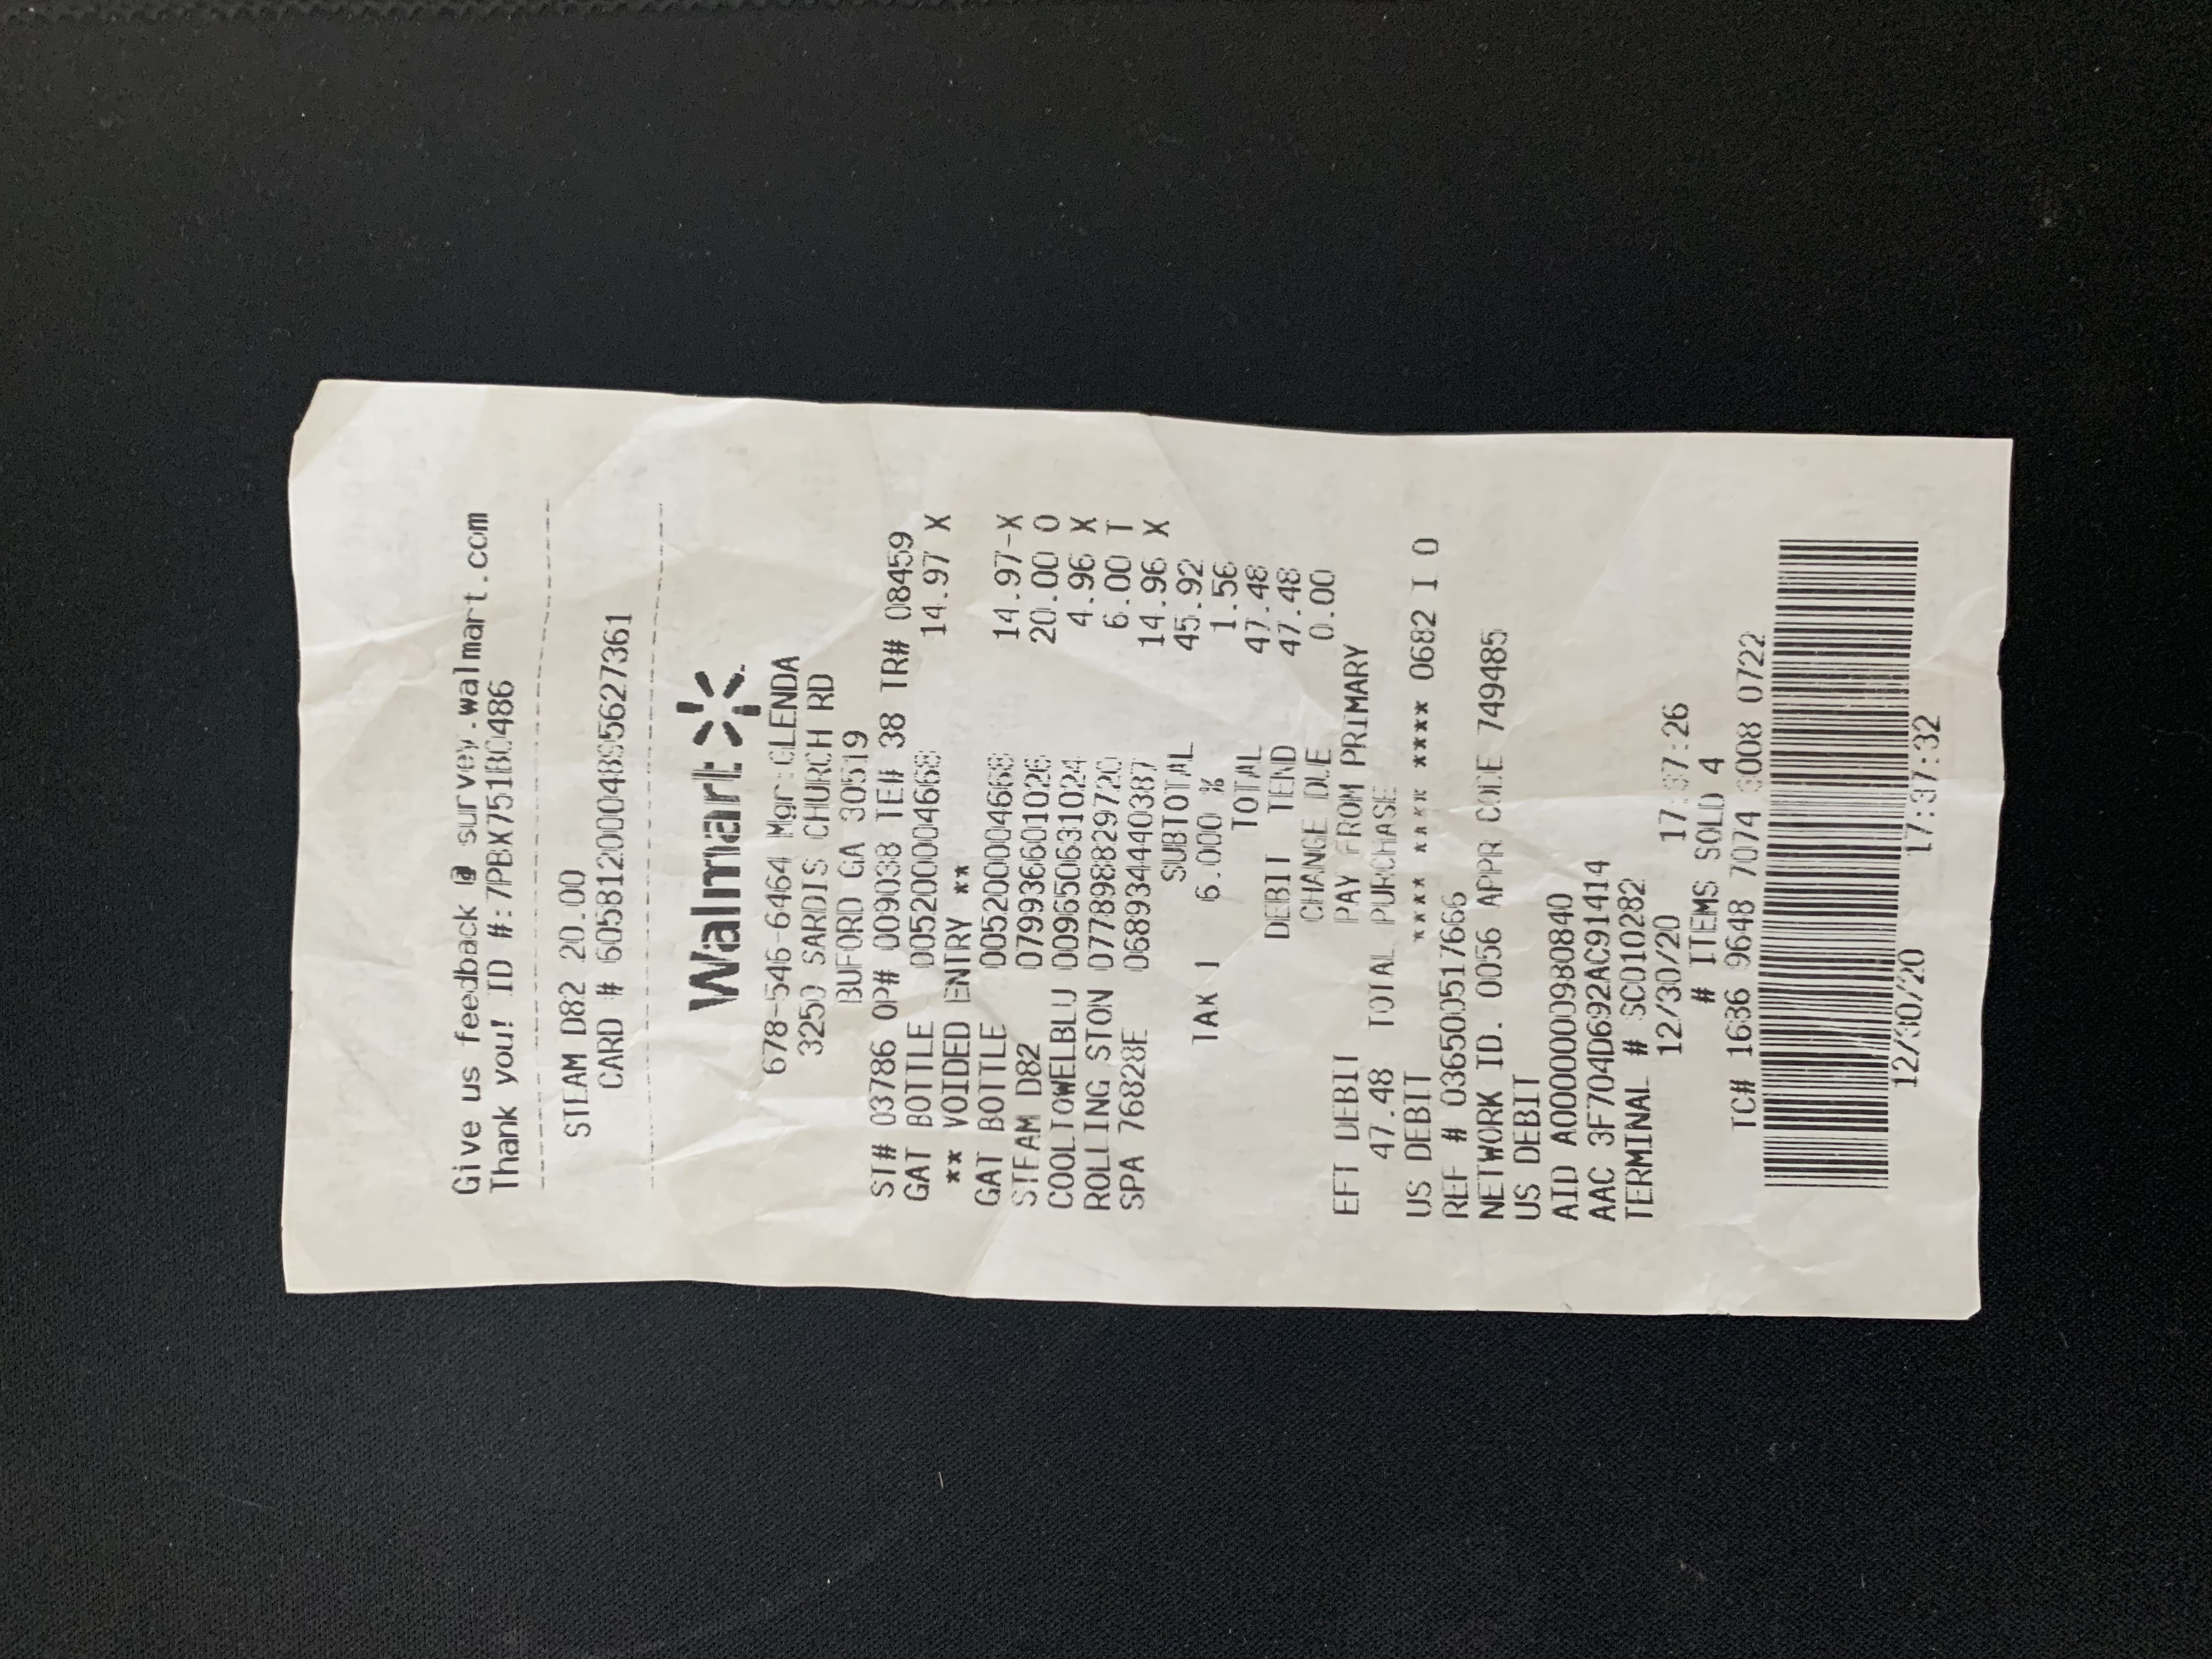 Give us feedback @ survey.walmart.com
Thank you! ID #:7PBX751BC486
STEAM D82 20.00
CARD # 6058120004895627361
Walmart
678-546-6464 Mgr:GLENDA
3250 SARDIS CHURCH RD
BUFORD GA 30519
ST# 03786 OP# 009038 TE# 38 TR# 08459
GAT BOTTLE 005200004668 14.97 X
** VOIDED ENTRY **
GAT BOTTLE 005200004668 14.97-X
STEAM D82 079936601026 20.00 O
COOLTOWELBLU 009650631024 4.96 X
ROLLING STON 077898829720 6.00 T
SPA 76828E 068934440387 14.96 X
SUBTOTAL 45.92
TAX 1 6.000 % 1.56
TOTAL 47.48
DEBIT TEND 47.48
CHANGE DUE 0.00
EFT DEBIT PAY FROM PRIMARY
47.48 TOTAL PURCHASE
US DEBIT **** **** **** 0682 I 0
REF # 036500517666
NETWORK ID. 0056 APPR CODE 749485
US DEBIT
AID A0000000980840
AAC 3F704D692AC91414
TERMINAL # SC010282
12/30/20 17:37:26
# ITEMS SOLD 4
TC# 1636 9648 7074 3008 0722
12/30/20 17:37:32